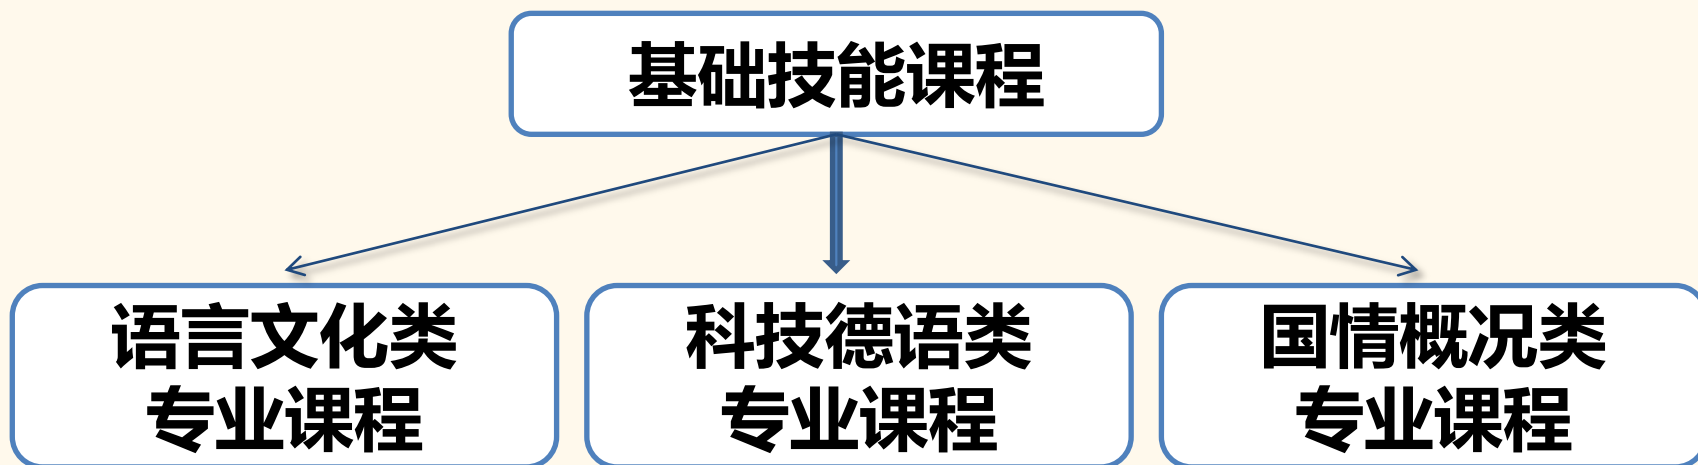 基础技能课程
语言文化类
专业课程
科技德语类
专业课程
国情概况类
专业课程